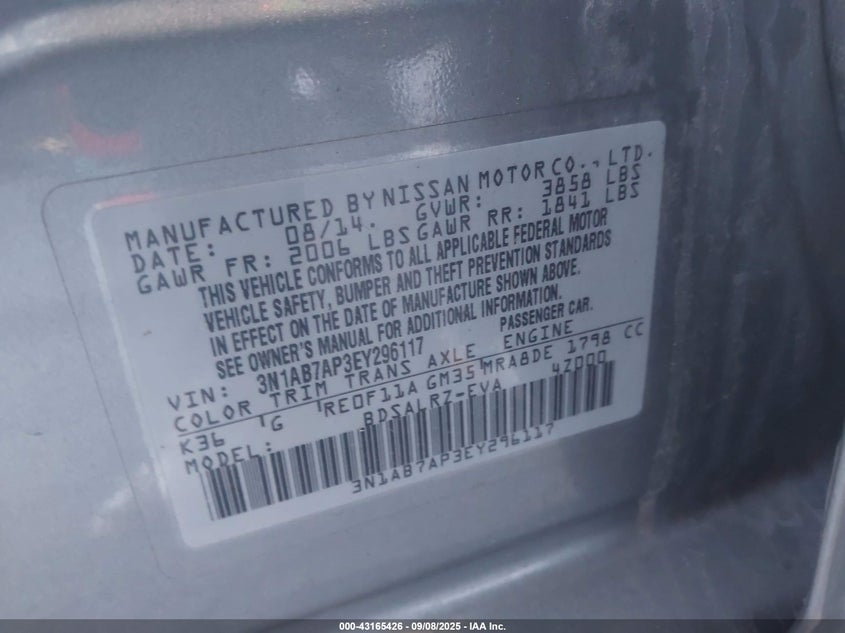 MANUFACTURED BY NISSAN MOTOR CO., LTD.
DATE: 08/14. GVWR: 3858 LBS
GAWR FR: 2006 LBS GAWR RR: 1841 LBS
THIS VEHICLE CONFORMS TO ALL APPLICABLE FEDERAL MOTOR
VEHICLE SAFETY, BUMPER AND THEFT PREVENTION STANDARDS
IN EFFECT ON THE DATE OF MANUFACTURE SHOWN ABOVE.
SEE OWNER'S MANUAL FOR ADDITIONAL INFORMATION.
VIN: 3N1AB7AP3EY296117 PASSENGER CAR.
COLOR TRIM TRANS AXLE ENGINE
K36 G RE0F11A GM35 MRA8DE 1798 CC
MODEL: BDSALRZ-EVA 4Z000
3N1AB7AP3EY296117
000-43165426 - 09/08/2025 - IAA Inc.